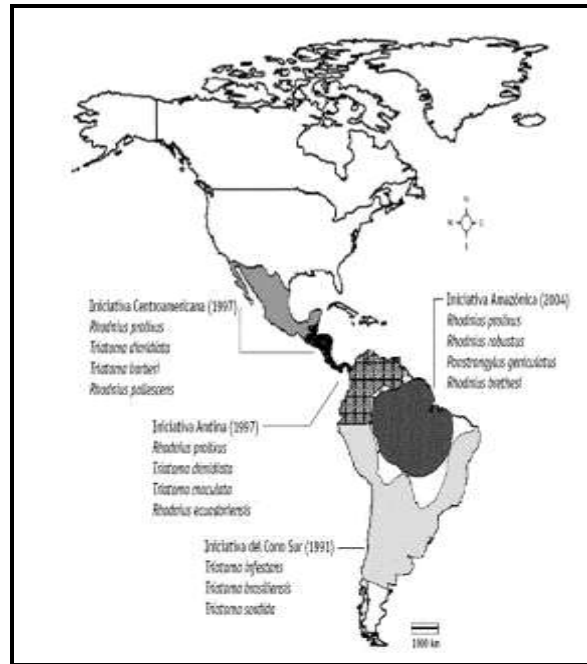 N
S
Iniciativa Centroamericana (1997)
Rhodnius prolixus
Triatoma dimidiata
Triatoma barberi
Rhodnius pallescens
Iniciativa Amazónica (2004)
Rhodnius prolixus
Rhodnius robustus
Panstrongylus geniculatus
Rhodnius brethesi
Iniciativa Andina (1997)
Rhodnius prolixus
Triatoma dimidiata
Triatoma maculata
Rhodnius ecuadoriensis
Iniciativa del Cono Sur (1991)
Triatoma infestans
Triatoma brasiliensis
Triatoma sordida
1000 km